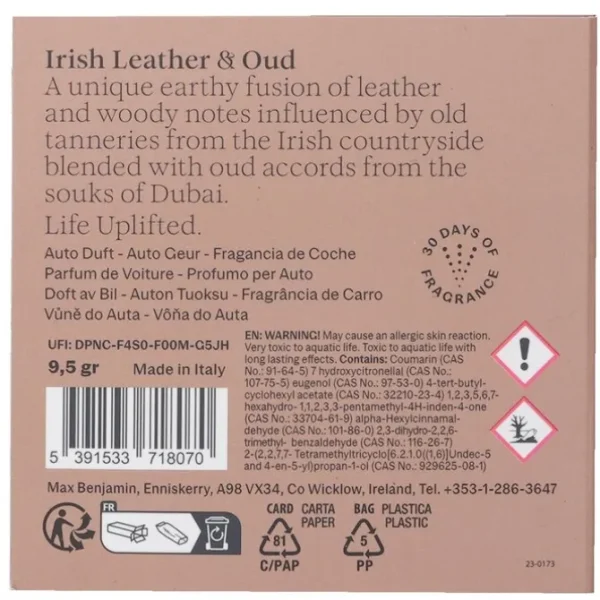 Irish Leather & Oud
A unique earthy fusion of leather
and woody notes influenced by old
tanneries from the Irish countryside
blended with oud accords from the
souks of Dubai.
Life Uplifted.
30 DAYS OF
FRAGRANCE
Auto Duft - Auto Geur - Fragancia de Coche
Parfum de Voiture - Profumo per Auto
Doft av Bil - Auton Tuoksu - Fragrância de Carro
Vůně do Auta - Vôňa do Auta
UFI: DPNC-F4S0-F00M-G5JH
9,5 gr Made in Italy
5 391533 718070
EN: WARNING! May cause an allergic skin reaction.
Very toxic to aquatic life. Toxic to aquatic life with
long lasting effects. Contains: Coumarin (CAS
No.: 91-64-5) 7 hydroxycitronellal (CAS No.:
107-75-5) eugenol (CAS No.: 97-53-0) 4-tert-butyl-
cyclohexyl acetate (CAS No.: 32210-23-4) 1,2,3,5,6,7-
hexahydro- 1,1,2,3,3-pentamethyl-4H-inden-4-one
(CAS No.: 33704-61-9) alpha-Hexylcinnamal-
dehyde (CAS No.: 101-86-0) 2,3-dihydro-2,2,6-
trimethyl- benzaldehyde (CAS No.: 116-26-7)
2-(2,2,7,7- Tetramethyltricyclo[6.2.1.0((1,6)]Undec-5
and 4-en-5-yl)propan-1-ol (CAS No.: 929625-08-1)
Max Benjamin, Enniskerry, A98 VX34, Co Wicklow, Ireland, Tel. +353-1-286-3647
FR
CARD CARTA
PAPER
81
C/PAP
BAG PLASTICA
PLASTIC
5
PP
23-0173